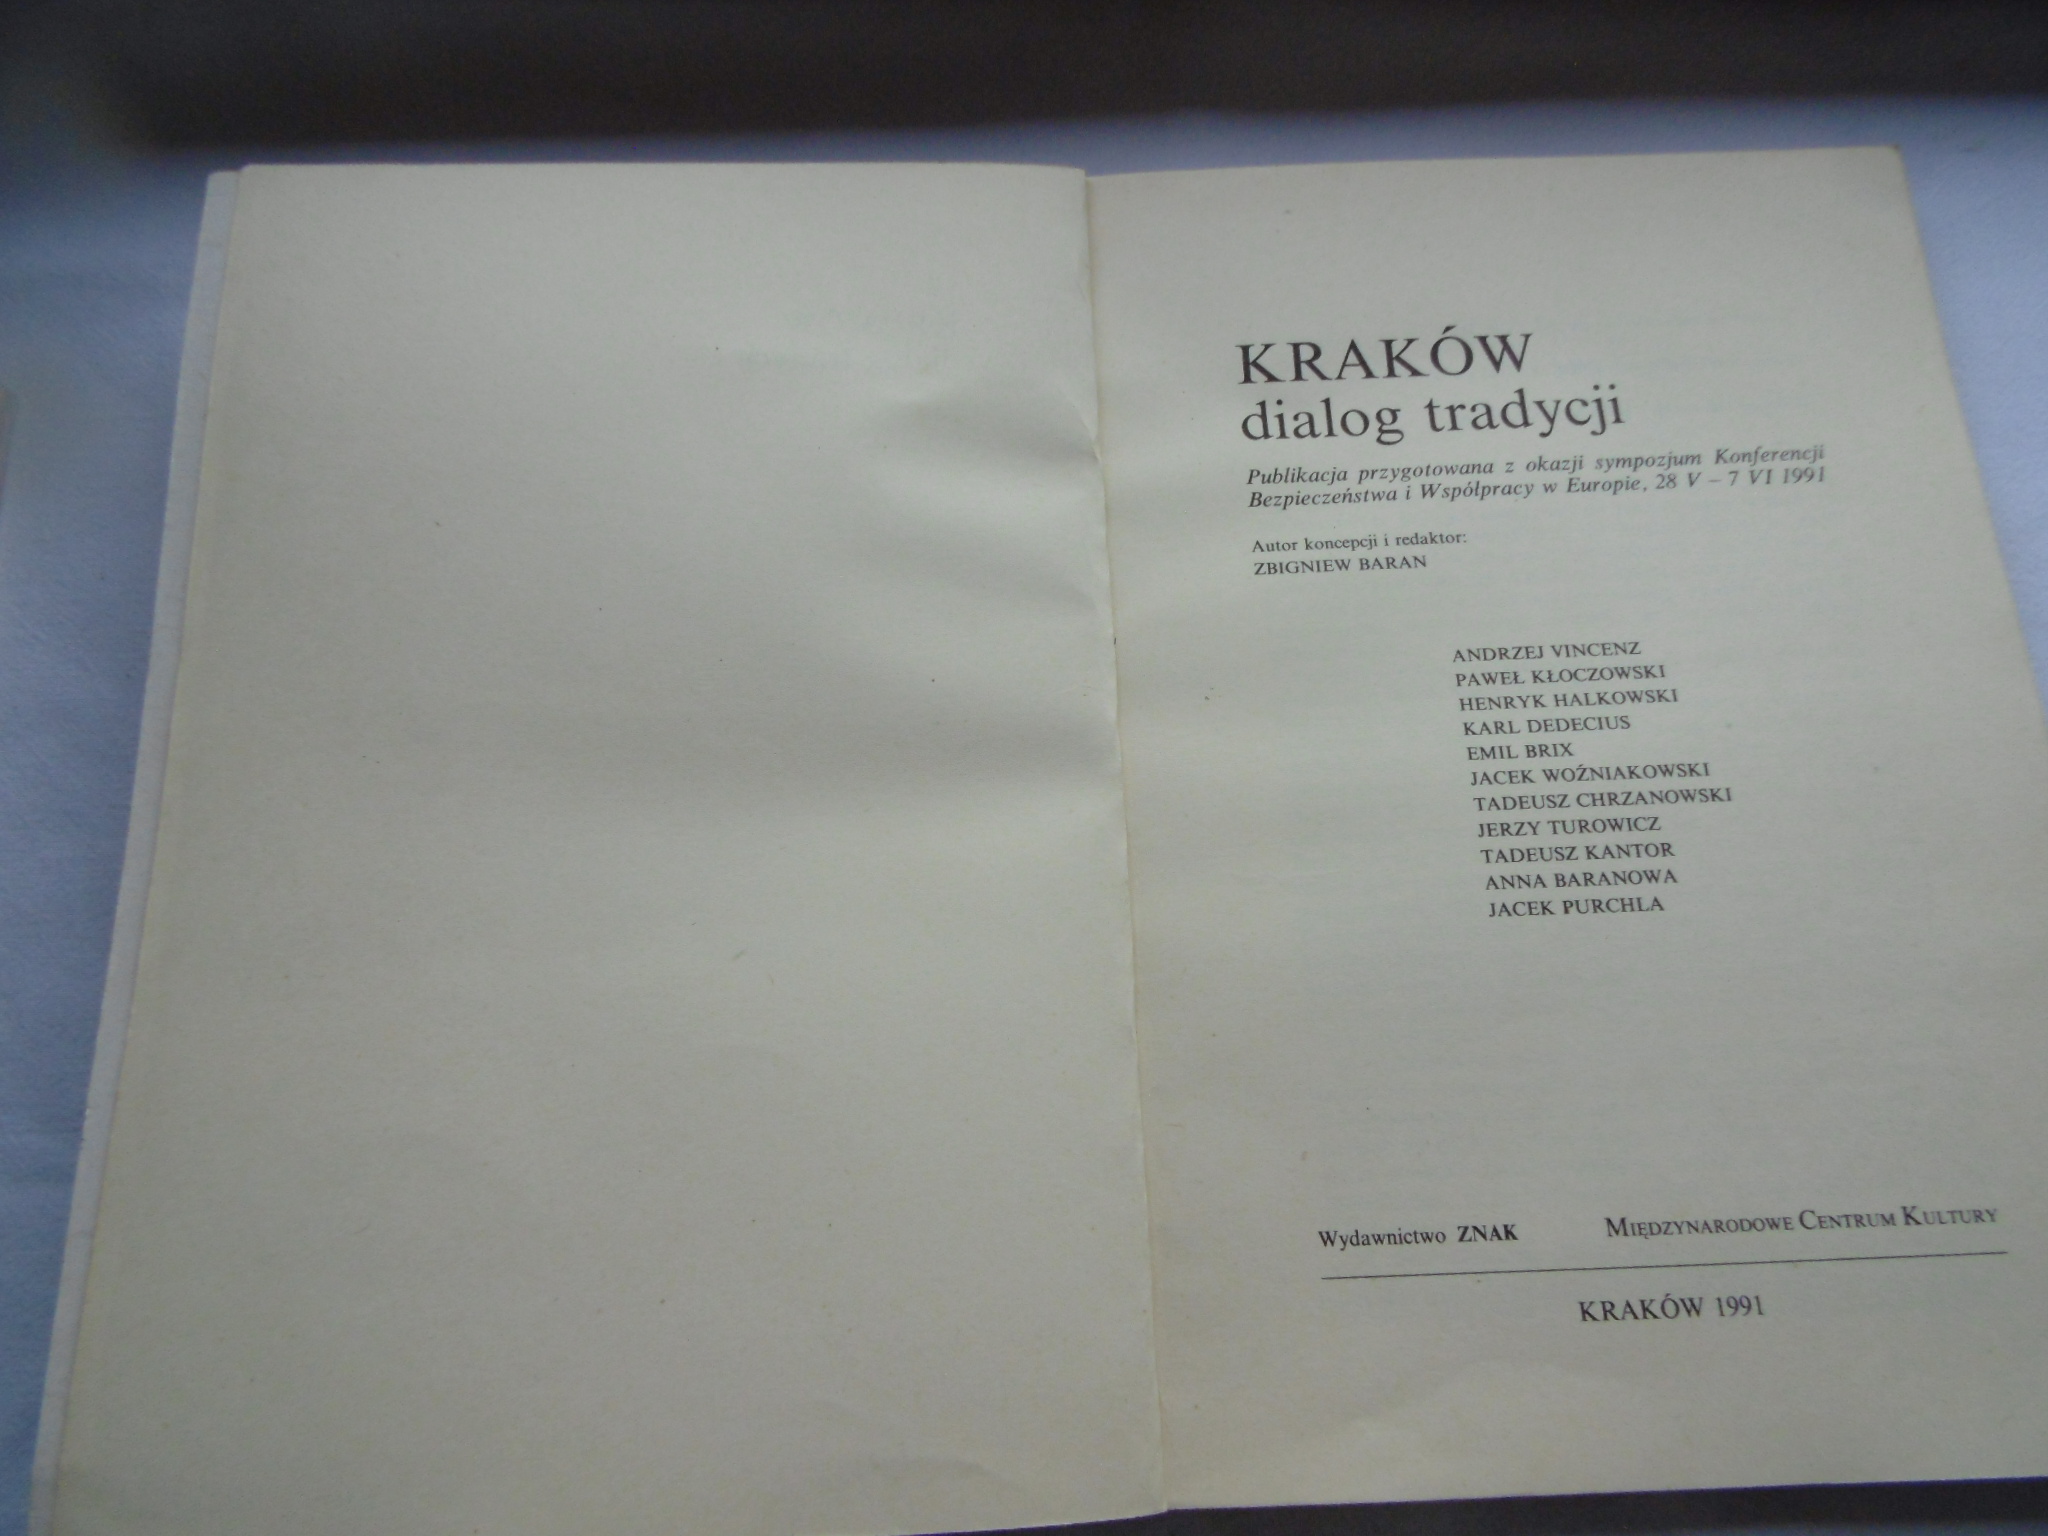 KRAKÓW
dialog tradycji
Publikacja przygotowana z okazji sympozjum Konferencji
Bezpieczeństwa i Współpracy w Europie, 28 V – 7 VI 1991
Autor koncepcji i redaktor:
ZBIGNIEW BARAN
ANDRZEJ VINCENZ
PAWEŁ KŁOCZOWSKI
HENRYK HALKOWSKI
KARL DEDECIUS
EMIL BRIX
JACEK WOŹNIAKOWSKI
TADEUSZ CHRZANOWSKI
JERZY TUROWICZ
TADEUSZ KANTOR
ANNA BARANOWA
JACEK PURCHLA
Wydawnictwo ZNAK MIĘDZYNARODOWE CENTRUM KULTURY
KRAKÓW 1991